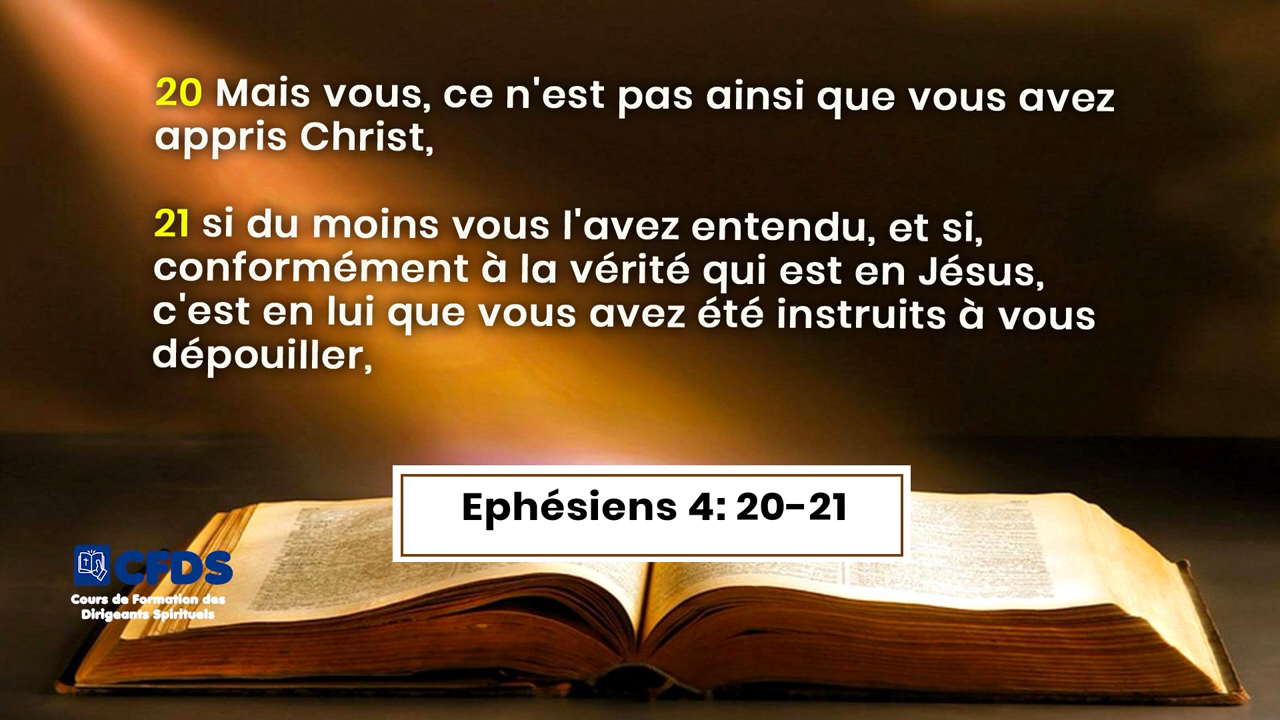 20 Mais vous, ce n'est pas ainsi que vous avez
appris Christ,
21 si du moins vous l'avez entendu, et si,
conformément à la vérité qui est en Jésus,
c'est en lui que vous avez été instruits à vous
dépouiller,
Ephésiens 4: 20-21
CFDS
Cours de Formation des
Dirigeants Spirituels